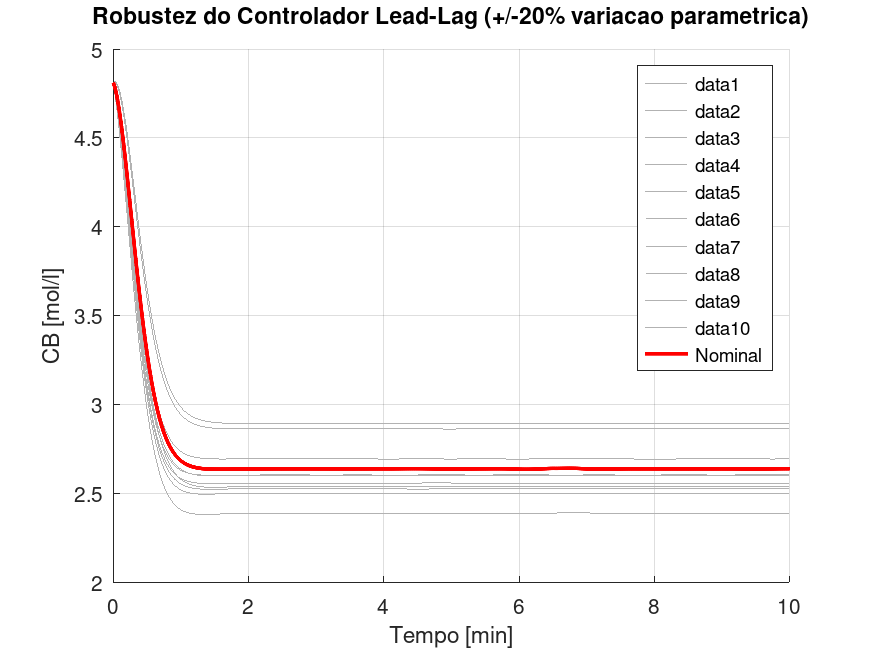 Robustez do Controlador Lead-Lag (+/-20% variacao parametrica)
5
4.5
4
3.5
3
2.5
2
CB [mol/l]
data1
data2
data3
data4
data5
data6
data7
data8
data9
data10
Nominal
0
2
4
6
8
10
Tempo [min]